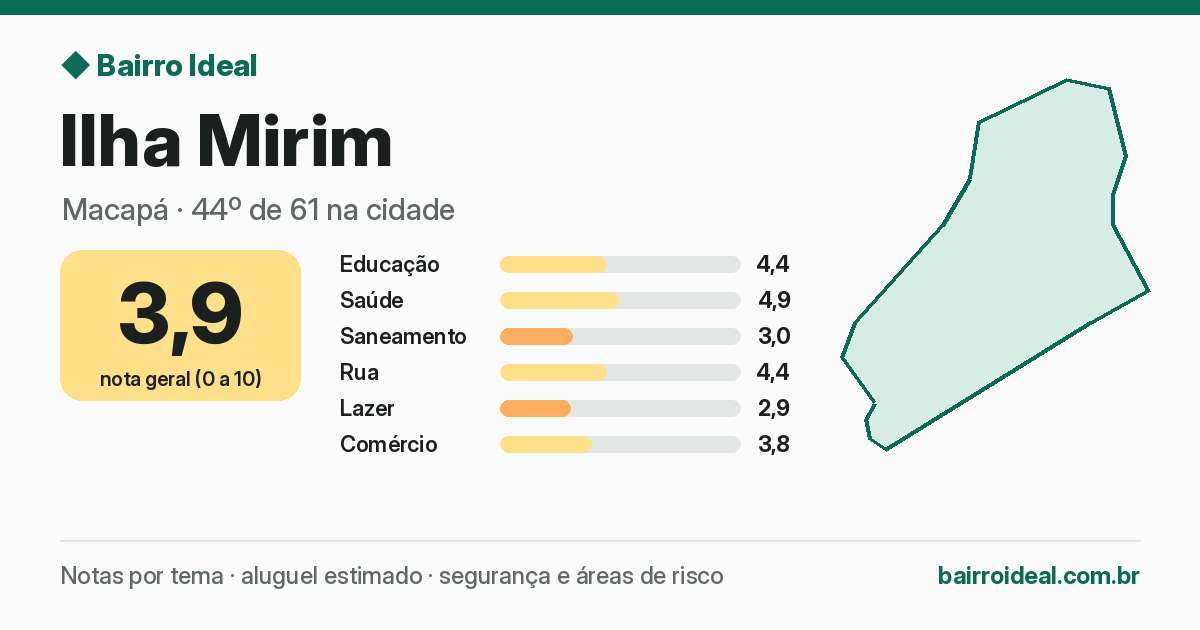 Bairro Ideal
Ilha Mirim
Macapá · 44º de 61 na cidade
3,9
nota geral (0 a 10)
Educação 4,4
Saúde 4,9
Saneamento 3,0
Rua 4,4
Lazer 2,9
Comércio 3,8
Notas por tema · aluguel estimado · segurança e áreas de risco
bairroideal.com.br